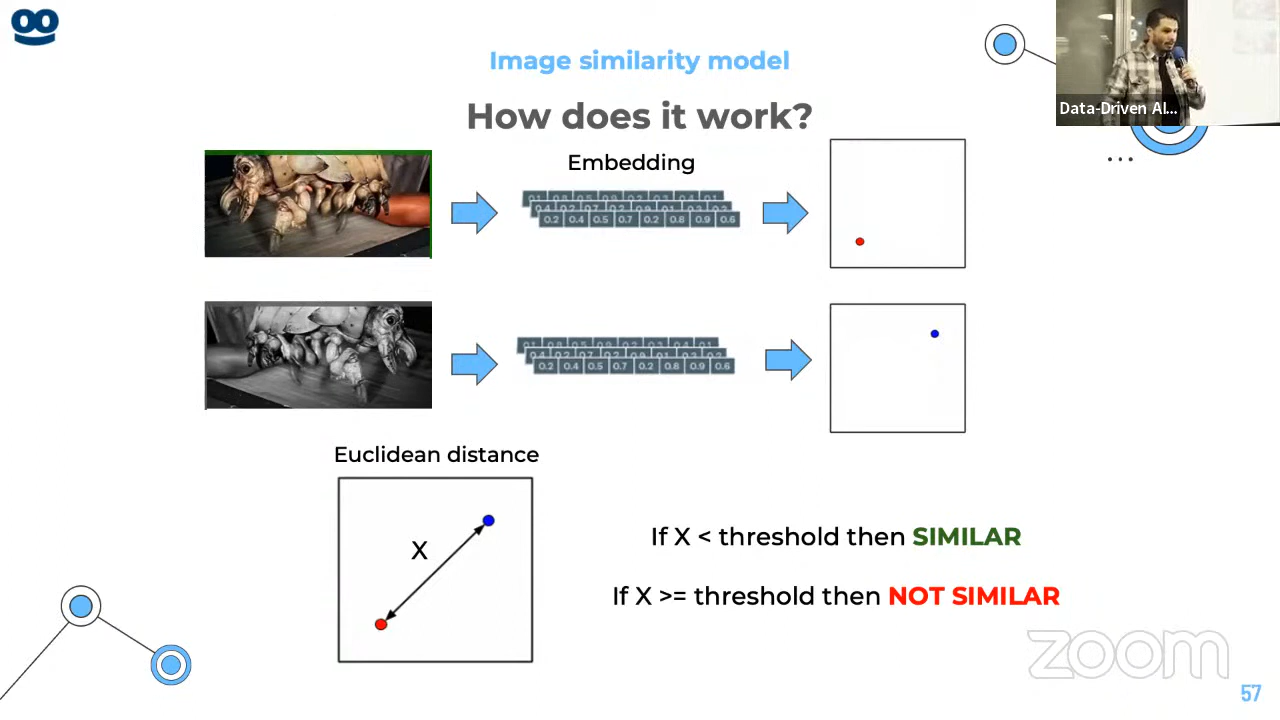 Image similarity model
How does it work?
Data-Driven AI...
...
Embedding
0.2 0.4 0.5 0.7 0.2 0.8 0.9 0.6
0.2 0.4 0.5 0.7 0.2 0.8 0.9 0.6
Euclidean distance
X
If X < threshold then SIMILAR
If X >= threshold then NOT SIMILAR
zoom
57